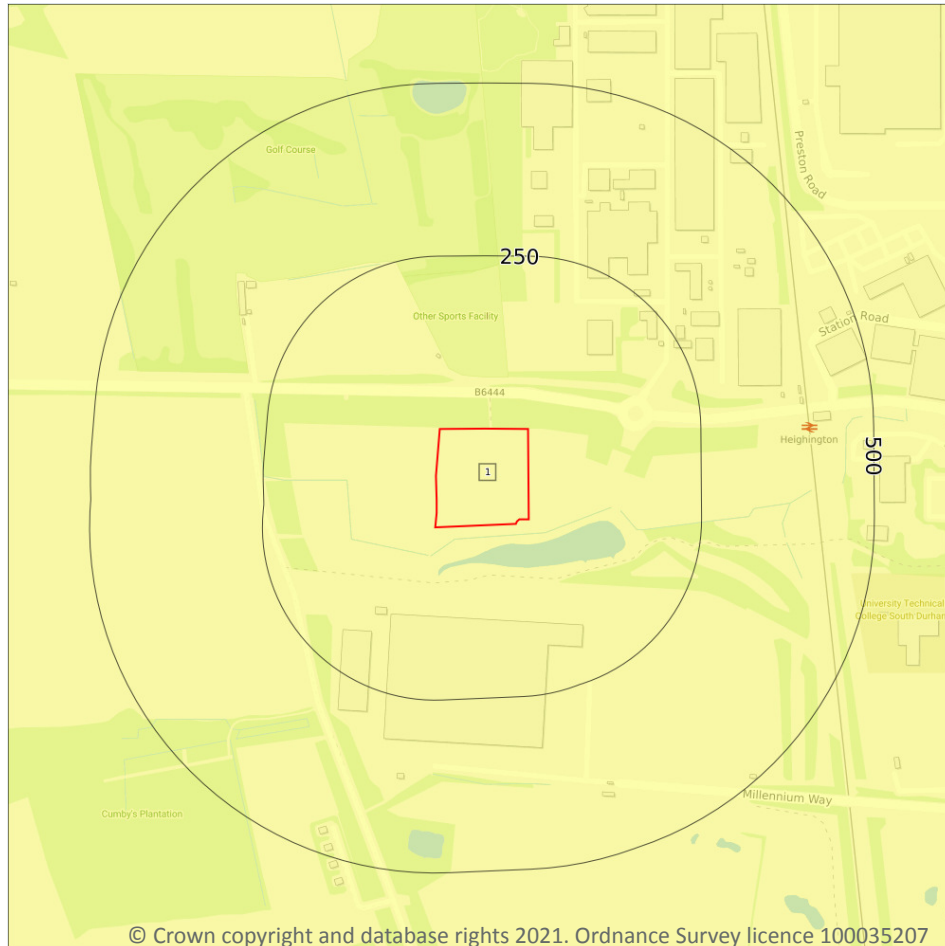 Golf Course
Preston Road
250
Other Sports Facility
Station Road
B6444
Heighington
500
1
University Technical
College South Durham
Cumby's Plantation
Millennium Way
© Crown copyright and database rights 2021. Ordnance Survey licence 100035207